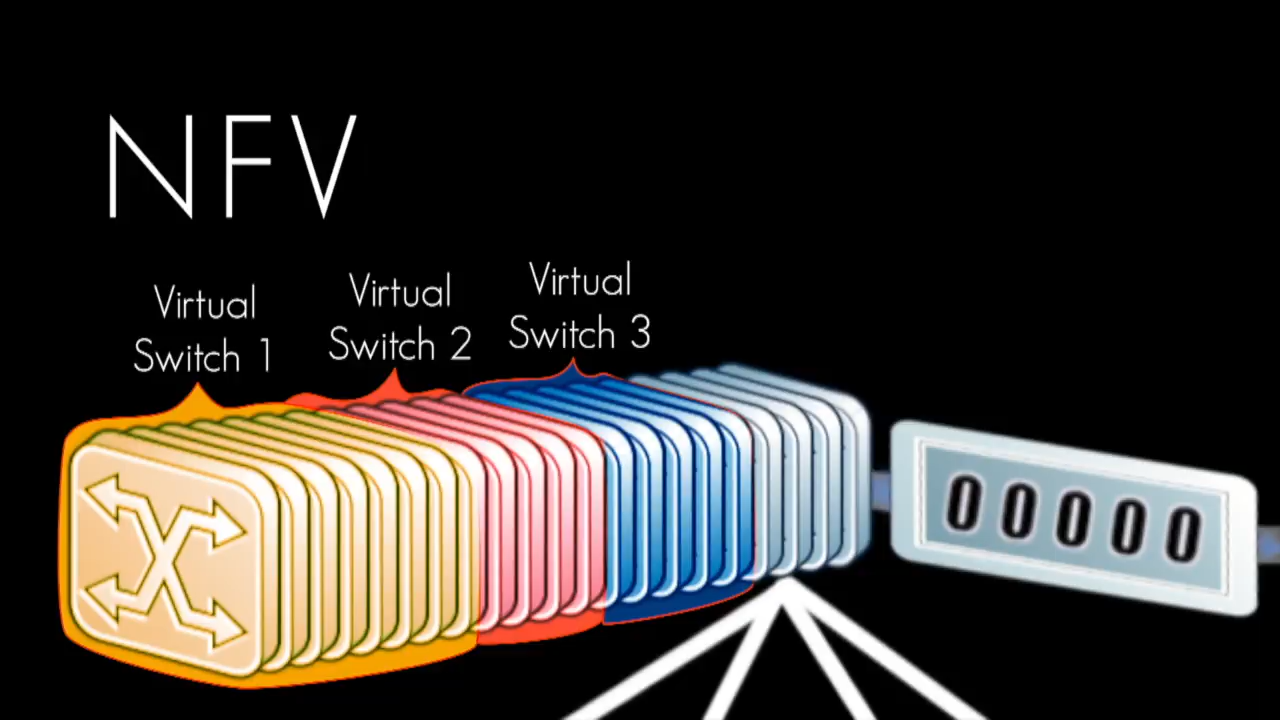 NFV
Virtual
Switch 1
Virtual
Switch 2
Virtual
Switch 3
00000